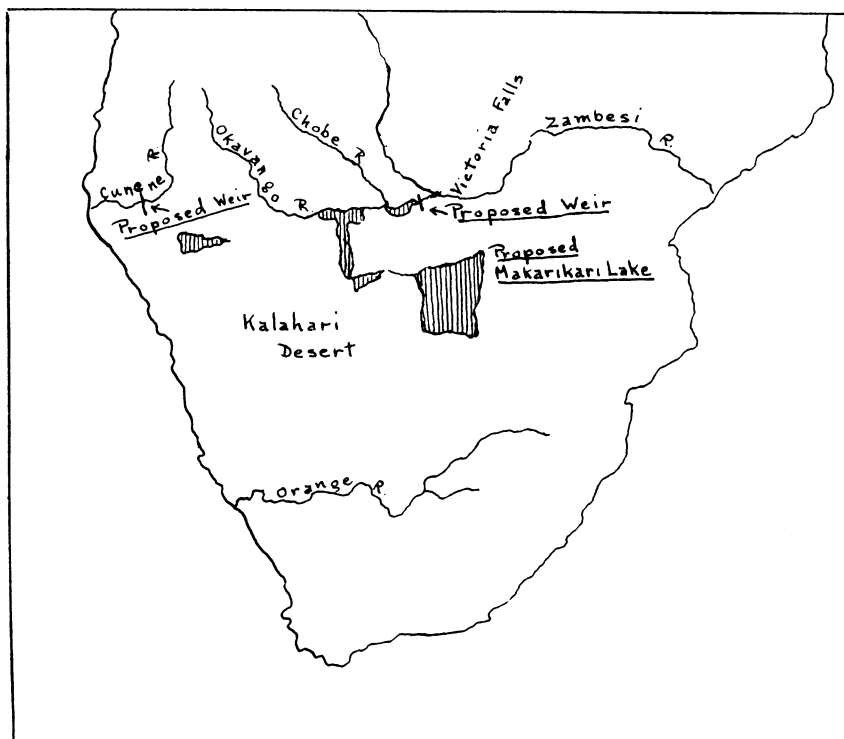 Cunene R.
Okavango R
Chobe R
Victoria Falls
Zambesi R.
Proposed Weir
Proposed Weir
Proposed
Makarikari Lake
Kalahari
Desert
Orange R.